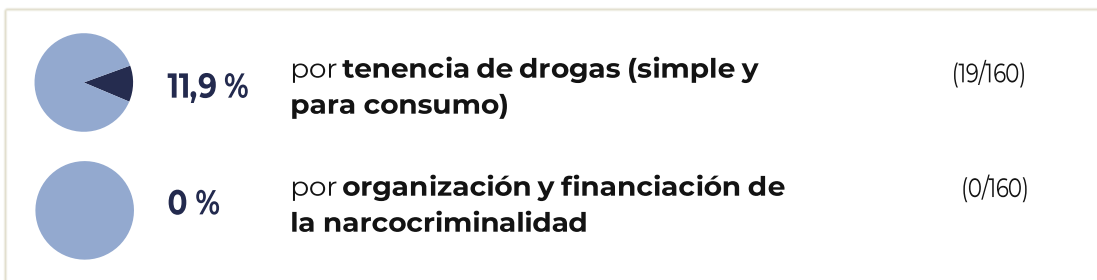 11,9 % por tenencia de drogas (simple y (19/160)
para consumo)
0 % por organización y financiación de (0/160)
la narcocriminalidad